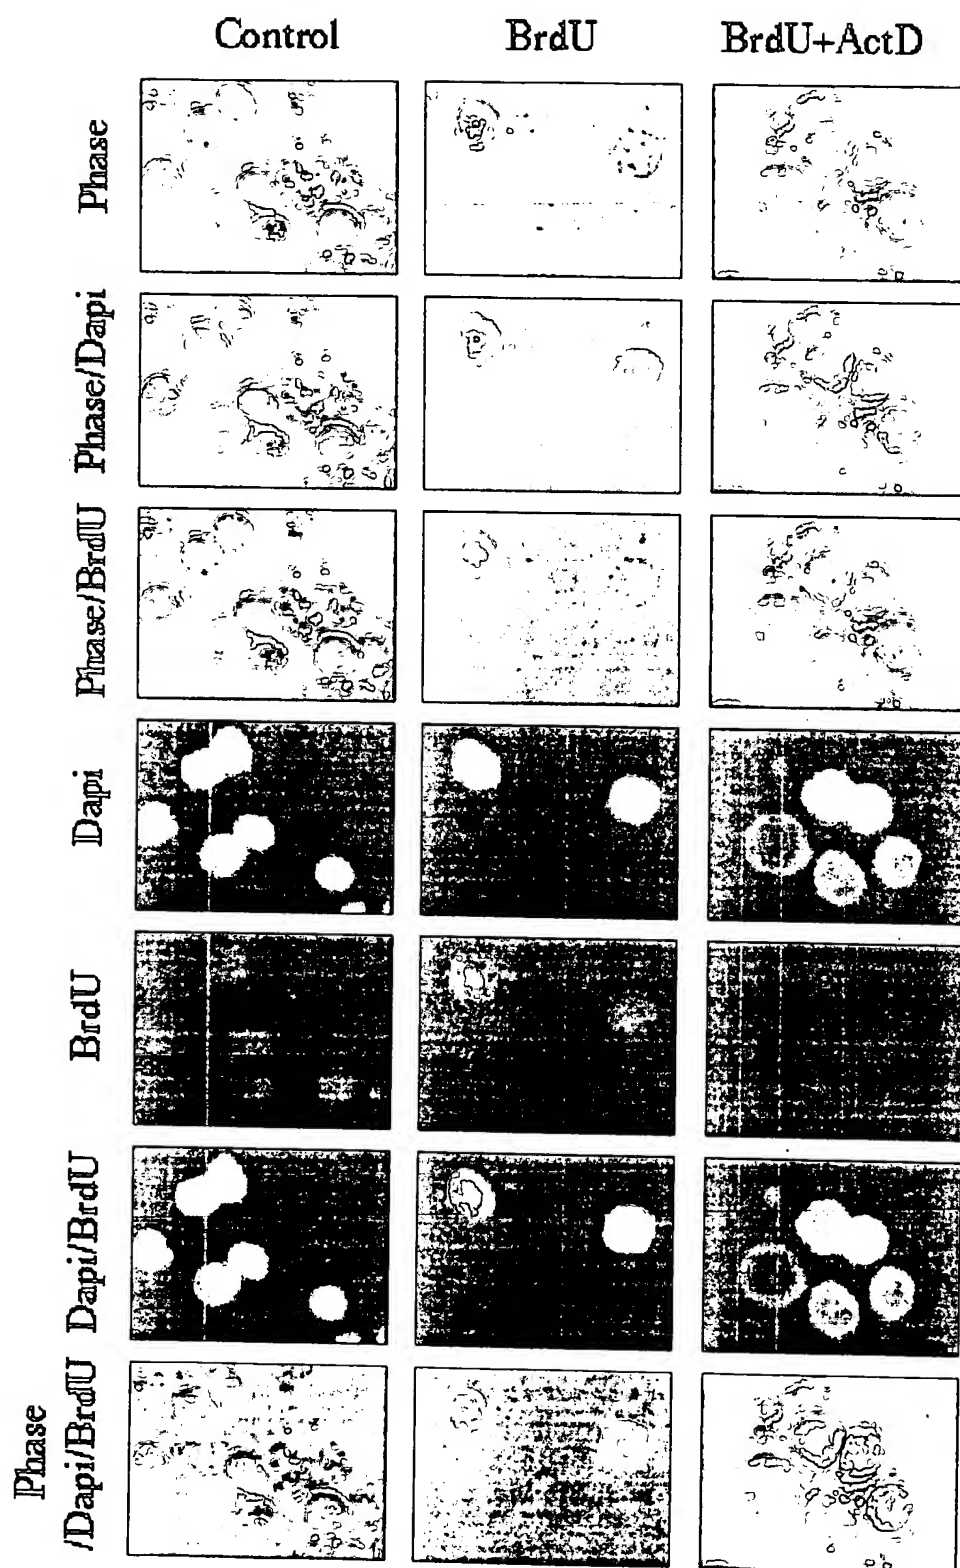 Control BrdU BrdU+ActD
Phase
Phase/Dapi
Phase/BrdU
Dapi
BrdU
Dapi/BrdU
Phase
/Dapi/BrdU